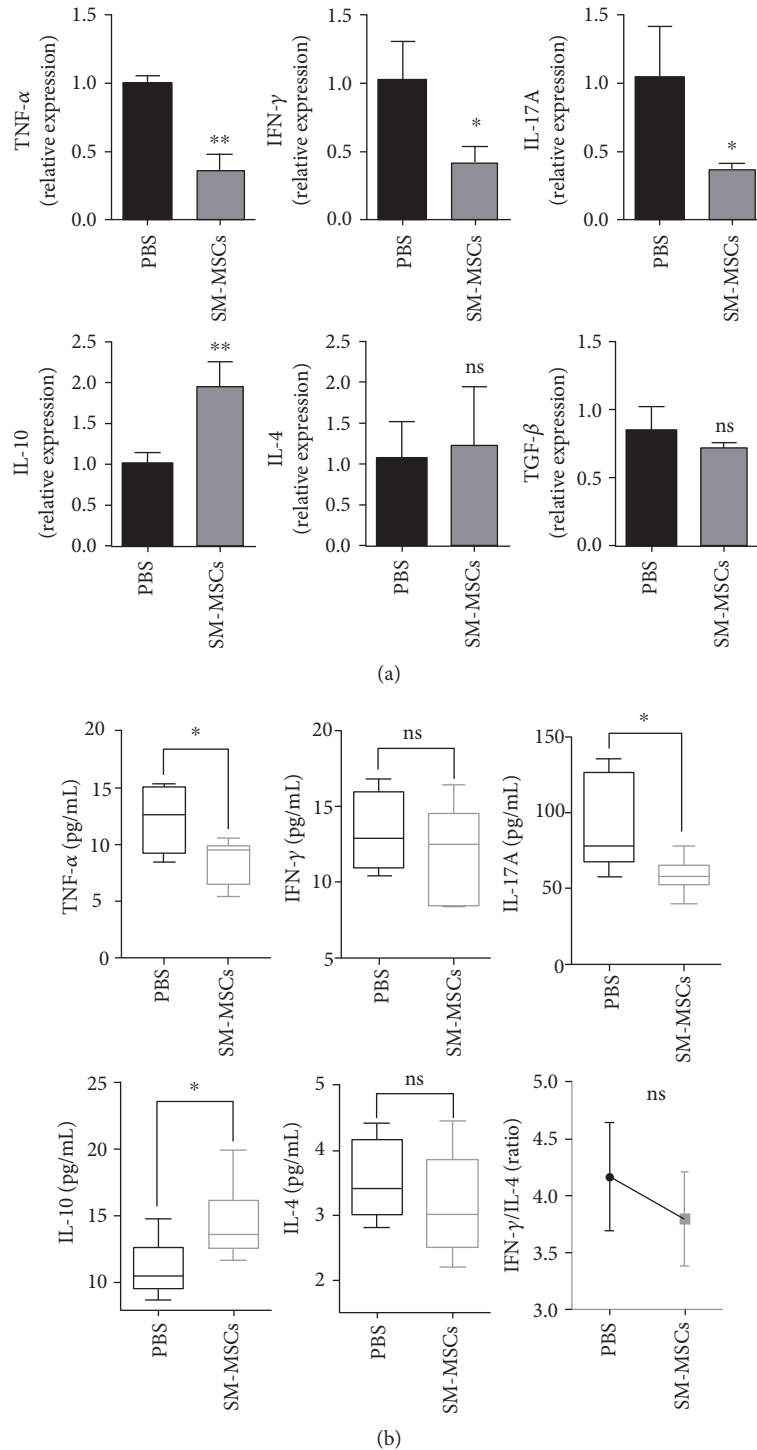 TNF-α
(relative expression)
1.5
1.0
0.5
0.0
**
PBS
SM-MSCs
IFN-γ
(relative expression)
1.5
1.0
0.5
0.0
*
PBS
SM-MSCs
IL-17A
(relative expression)
1.5
1.0
0.5
0.0
*
PBS
SM-MSCs
IL-10
(relative expression)
2.5
2.0
1.5
1.0
0.5
0.0
**
PBS
SM-MSCs
IL-4
(relative expression)
2.5
2.0
1.5
1.0
0.5
0.0
ns
PBS
SM-MSCs
TGF-β
(relative expression)
1.5
1.0
0.5
0.0
ns
PBS
SM-MSCs
(a)
TNF-α (pg/mL)
20
15
10
5
0
*
PBS
SM-MSCs
IFN-γ (pg/mL)
20
15
10
5
ns
PBS
SM-MSCs
IL-17A (pg/mL)
150
100
50
0
*
PBS
SM-MSCs
IL-10 (pg/mL)
25
20
15
10
*
PBS
SM-MSCs
IL-4 (pg/mL)
5
4
3
2
ns
PBS
SM-MSCs
IFN-γ/IL-4 (ratio)
5.0
4.5
4.0
3.5
3.0
ns
PBS
SM-MSCs
(b)